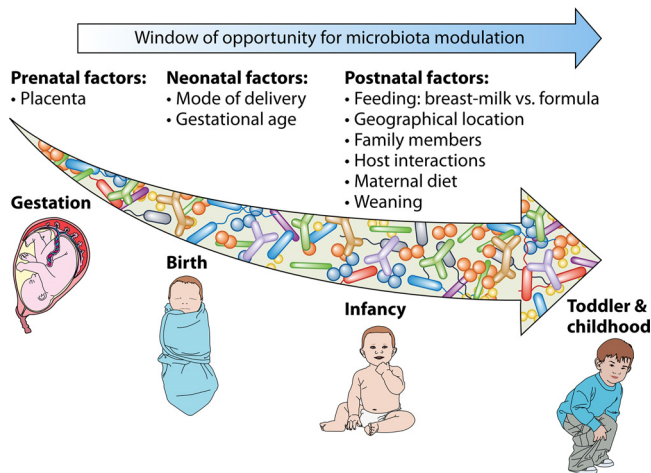 Window of opportunity for microbiota modulation
Prenatal factors:
• Placenta
Neonatal factors:
• Mode of delivery
• Gestational age
Postnatal factors:
• Feeding: breast-milk vs. formula
• Geographical location
• Family members
• Host interactions
• Maternal diet
• Weaning
Gestation
Birth
Infancy
Toddler &
childhood